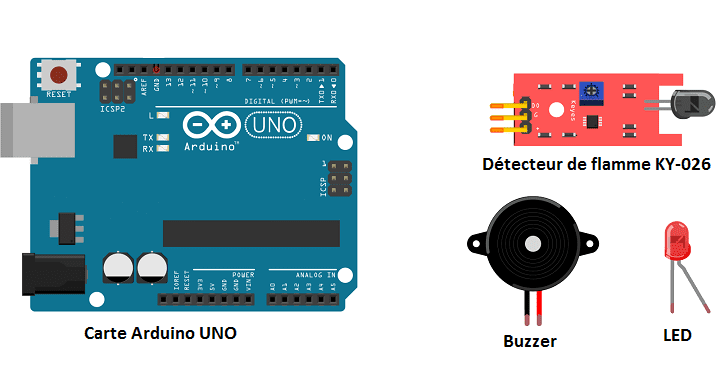 RESET
ICSP2
AREF
GND
13
12
~11
~10
~9
8
7
~6
~5
4
~3
2
TXD▶1
RXD◀0
DIGITAL (PWM=~)
L
TX
RX
Arduino™
UNO
ON
1
ICSP
POWER
ANALOG IN
IOREF
RESET
3V3
5V
GND
GND
VIN
A0
A1
A2
A3
A4
A5
Carte Arduino UNO
DO
G
+
Keyes
Détecteur de flamme KY-026
Buzzer
LED